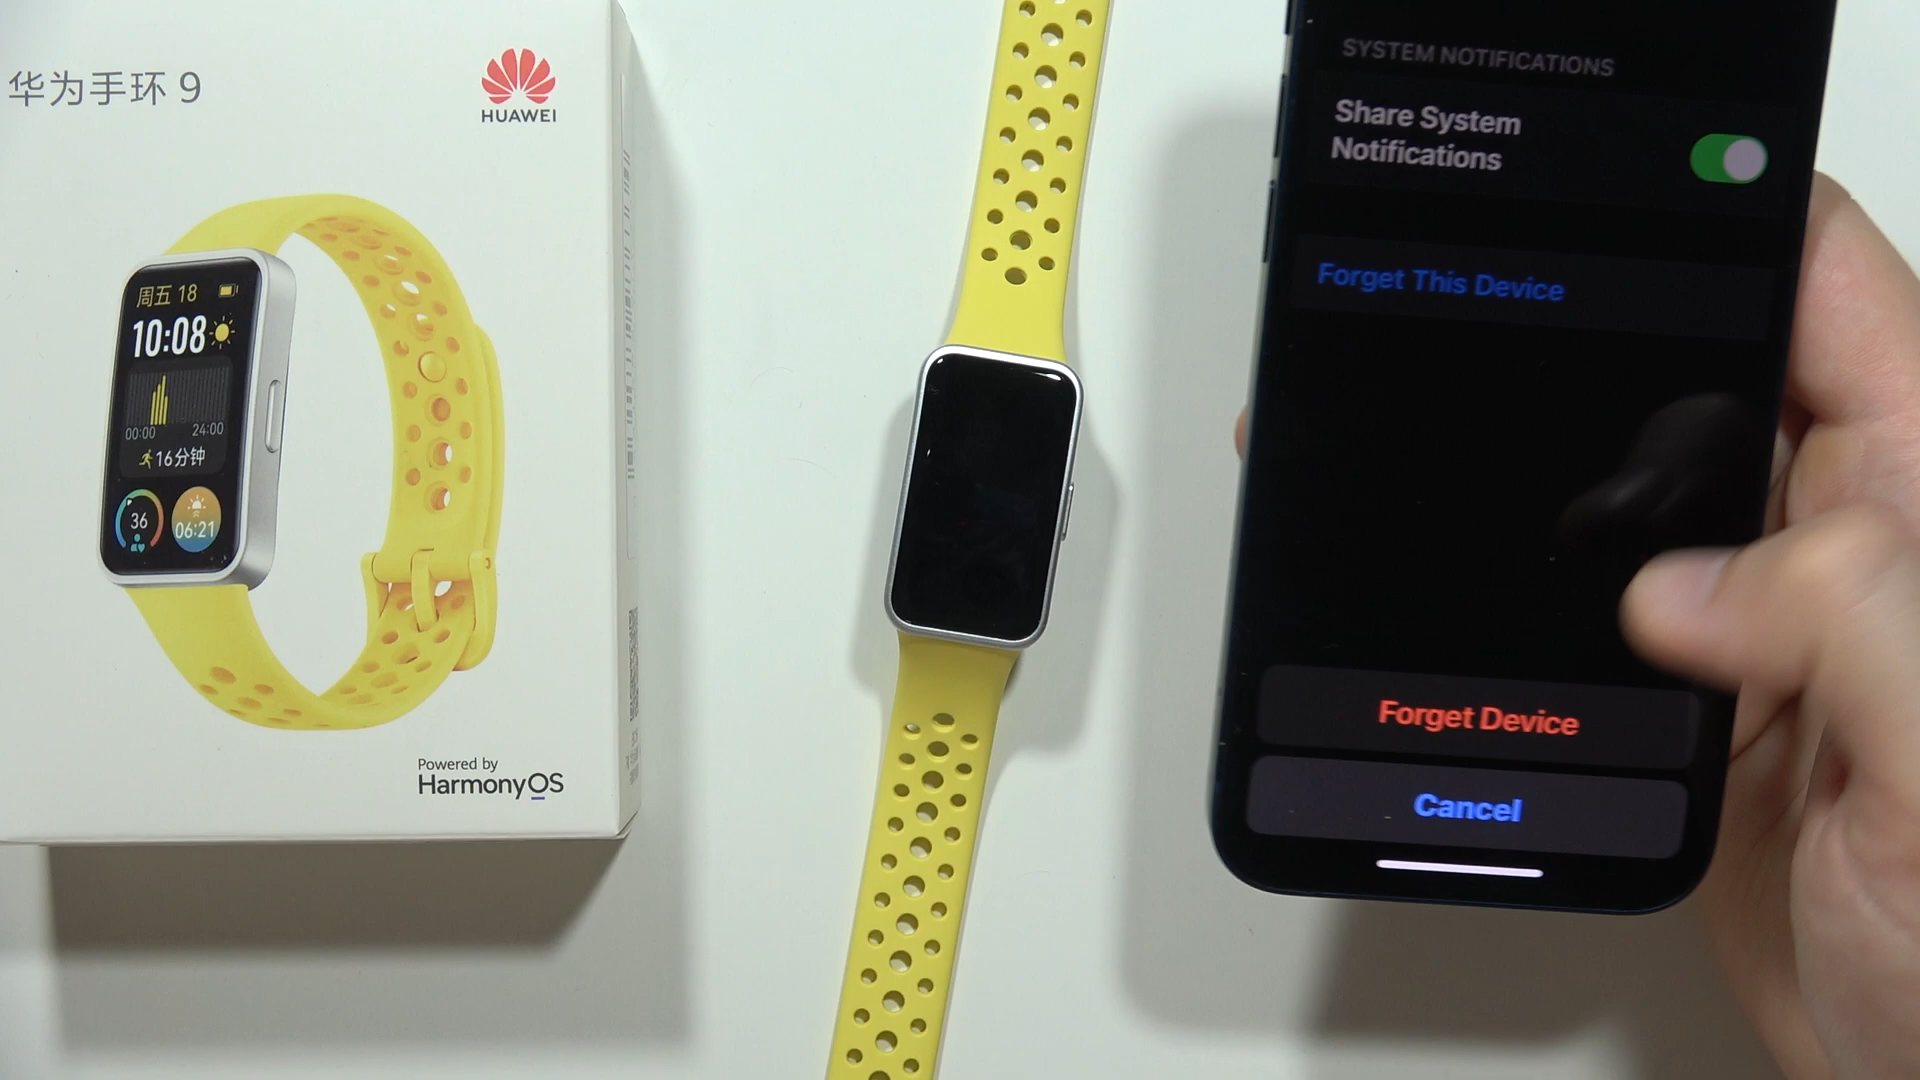 华为手环 9
HUAWEI
周五 18
10:08
00:00 24:00
16分钟
36
06:21
Powered by
HarmonyOS
SYSTEM NOTIFICATIONS
Share System
Notifications
Forget This Device
Forget Device
Cancel